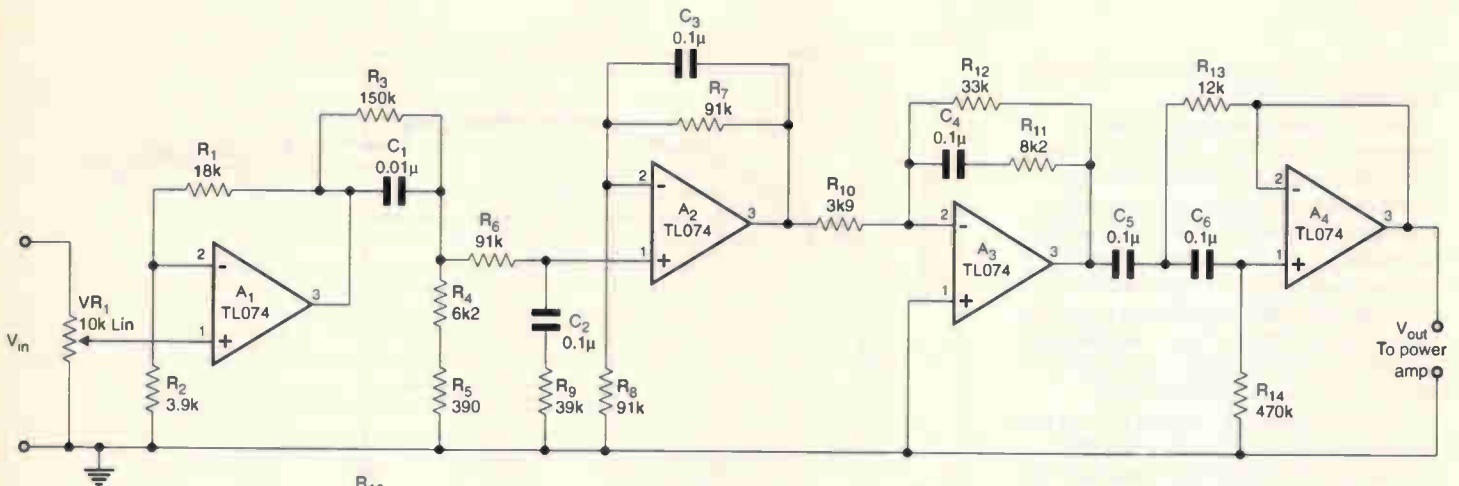 C3
0.1µ
R3
150k
R7
91k
R12
33k
R13
12k
C4
0.1µ
R11
8k2
R1
18k
C1
0.01µ
2
-
A2
TL074
3
1
+
R10
3k9
2
-
A4
TL074
3
1
+
R6
91k
2
-
A3
TL074
3
1
+
C5
0.1µ
C6
0.1µ
2
-
A1
TL074
3
1
+
VR1
10k Lin
Vin
R4
6k2
C2
0.1µ
Vout
To power
amp
R2
3.9k
R5
390
R9
39k
R8
91k
R14
470k